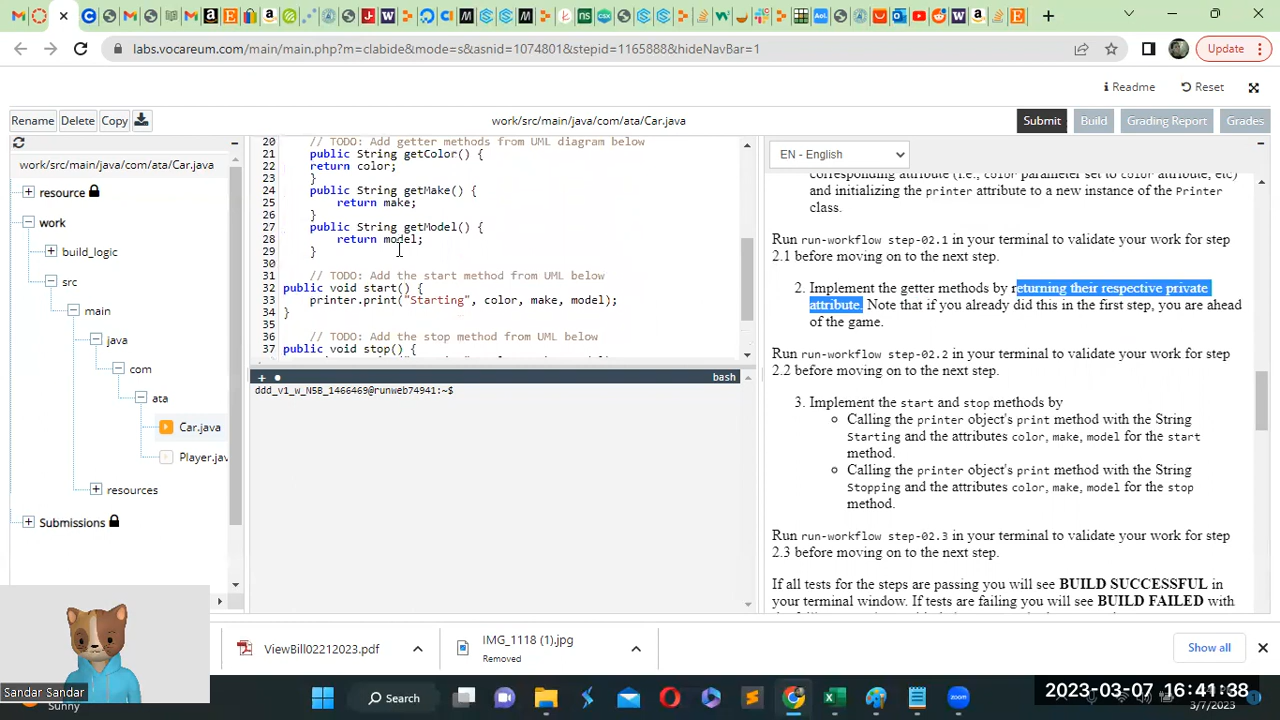 labs.vocareum.com/main/main.php?m=clabide&mode=s&asnid=1074801&stepid=1165888&hideNavBar=1
Update
Readme
Reset
Rename
Delete
Copy
work/src/main/java/com/ata/Car.java
Submit
Build
Grading Report
Grades
work/src/main/java/com/ata/Car.java
resource
work
build_logic
src
main
java
com
ata
Car.java
Player.jav
resources
Submissions
20 // TODO: Add getter methods from UML diagram below
21 public String getColor() {
22 return color;
23 }
24 public String getMake() {
25 return make;
26 }
27 public String getModel() {
28 return model;
29 }
30
31 // TODO: Add the start method from UML below
32 public void start() {
33 printer.print("Starting", color, make, model);
34 }
35
36 // TODO: Add the stop method from UML below
37 public void stop() {
bash
ddd_v1_w_N5B_1466469@runweb74941:~$
EN - English
corresponding attribute (i.e., color parameter set to color attribute, etc)
and initializing the printer attribute to a new instance of the Printer
class.
Run run-workflow step-02.1 in your terminal to validate your work for step
2.1 before moving on to the next step.
2. Implement the getter methods by returning their respective private
attribute. Note that if you already did this in the first step, you are ahead
of the game.
Run run-workflow step-02.2 in your terminal to validate your work for step
2.2 before moving on to the next step.
3. Implement the start and stop methods by
Calling the printer object's print method with the String
Starting and the attributes color, make, model for the start
method.
Calling the printer object's print method with the String
Stopping and the attributes color, make, model for the stop
method.
Run run-workflow step-02.3 in your terminal to validate your work for step
2.3 before moving on to the next step.
If all tests for the steps are passing you will see BUILD SUCCESSFUL in
your terminal window. If tests are failing you will see BUILD FAILED with
ViewBill02212023.pdf
IMG_1118 (1).jpg
Removed
Show all
Sandar Sandar
Sunny
Search
2023-03-07 16:41:38
3/7/2023